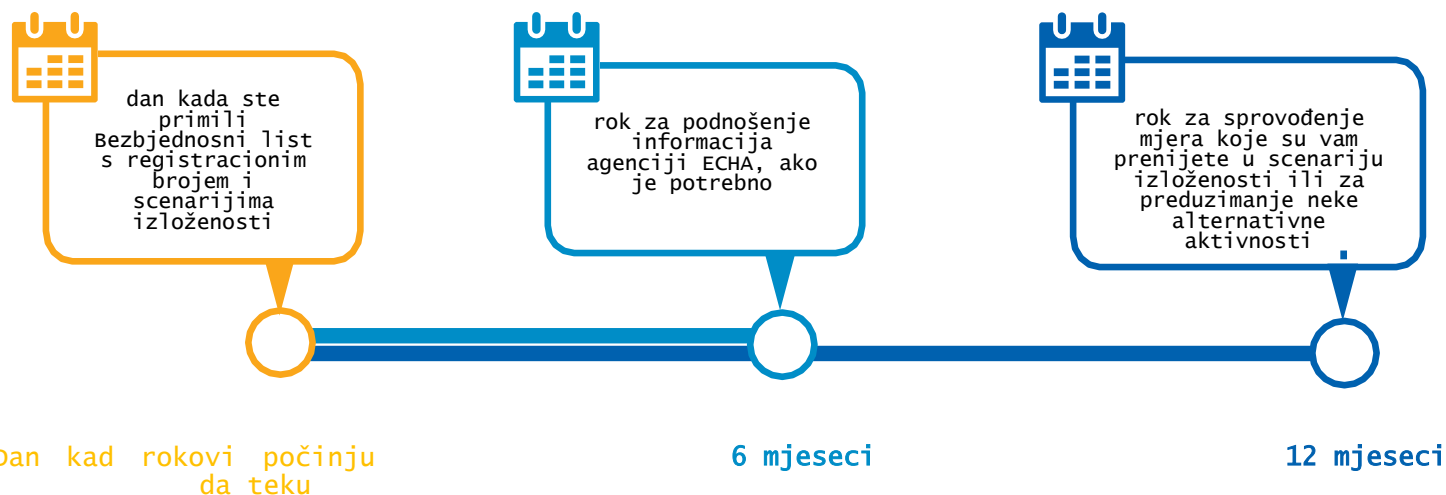 dan kada ste
primili
Bezbjednosni list
s registracionim
brojem i
scenarijima
izloženosti
rok za podnošenje
informacija
agenciji ECHA, ako
je potrebno
rok za sprovođenje
mjera koje su vam
prenijete u scenariju
izloženosti ili za
preduzimanje neke
alternativne
aktivnosti
.
Dan kad rokovi počinju
da teku
6 mjeseci
12 mjeseci